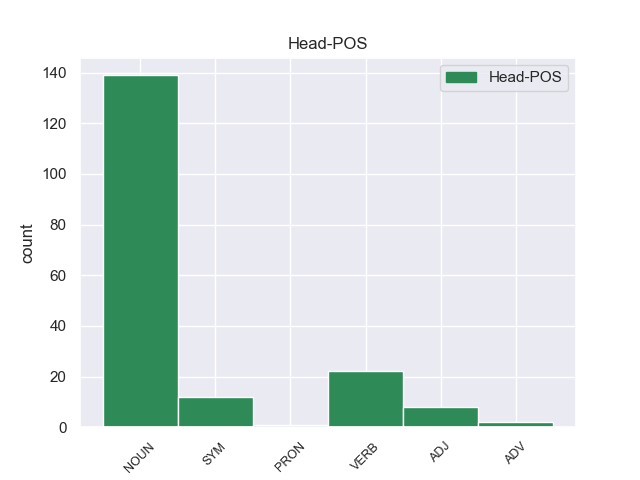 Head-POS
Head-POS
140
120
100
80
60
40
20
0
count
NOUN
SYM
PRON
VERB
ADJ
ADV